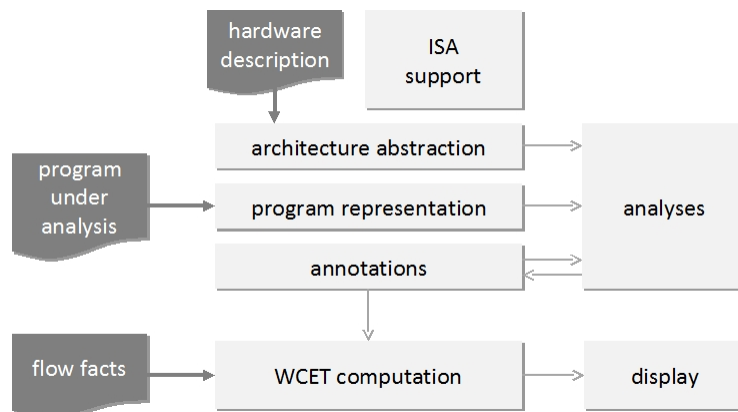 hardware
description
ISA
support
architecture abstraction
program
under
analysis
program representation
analyses
annotations
flow facts
WCET computation
display